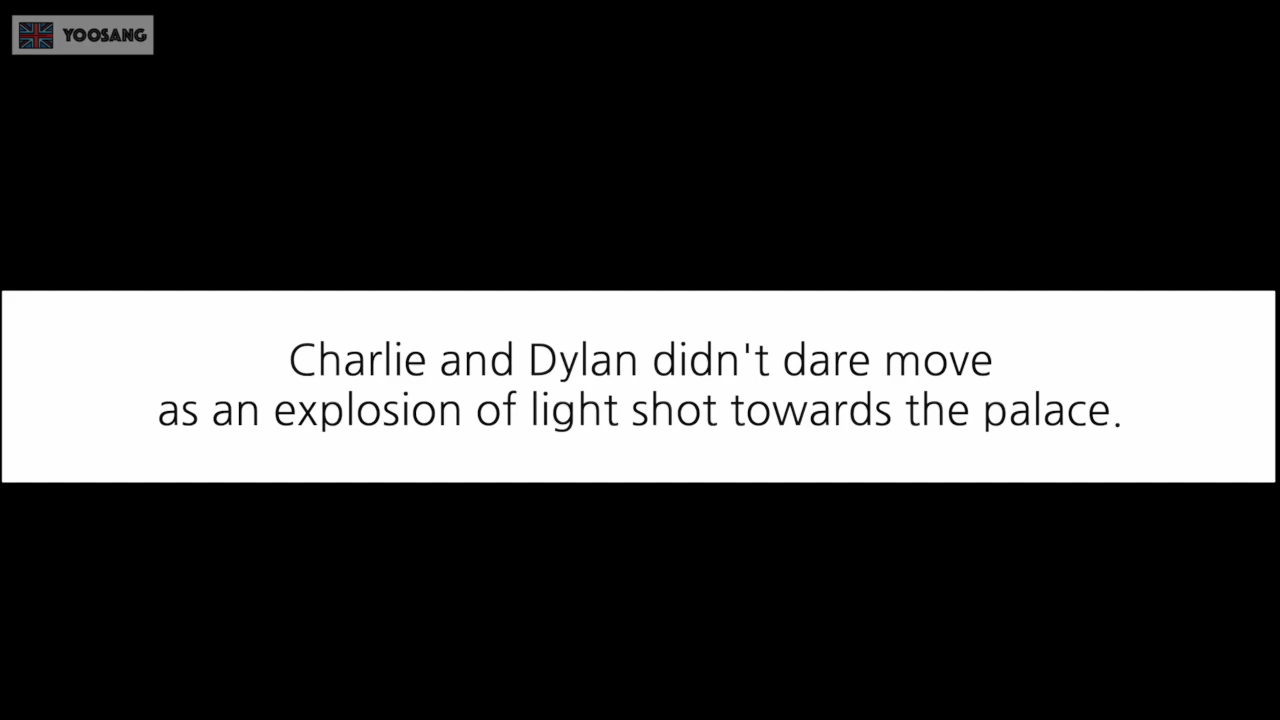 YOOSANG
Charlie and Dylan didn't dare move
as an explosion of light shot towards the palace.